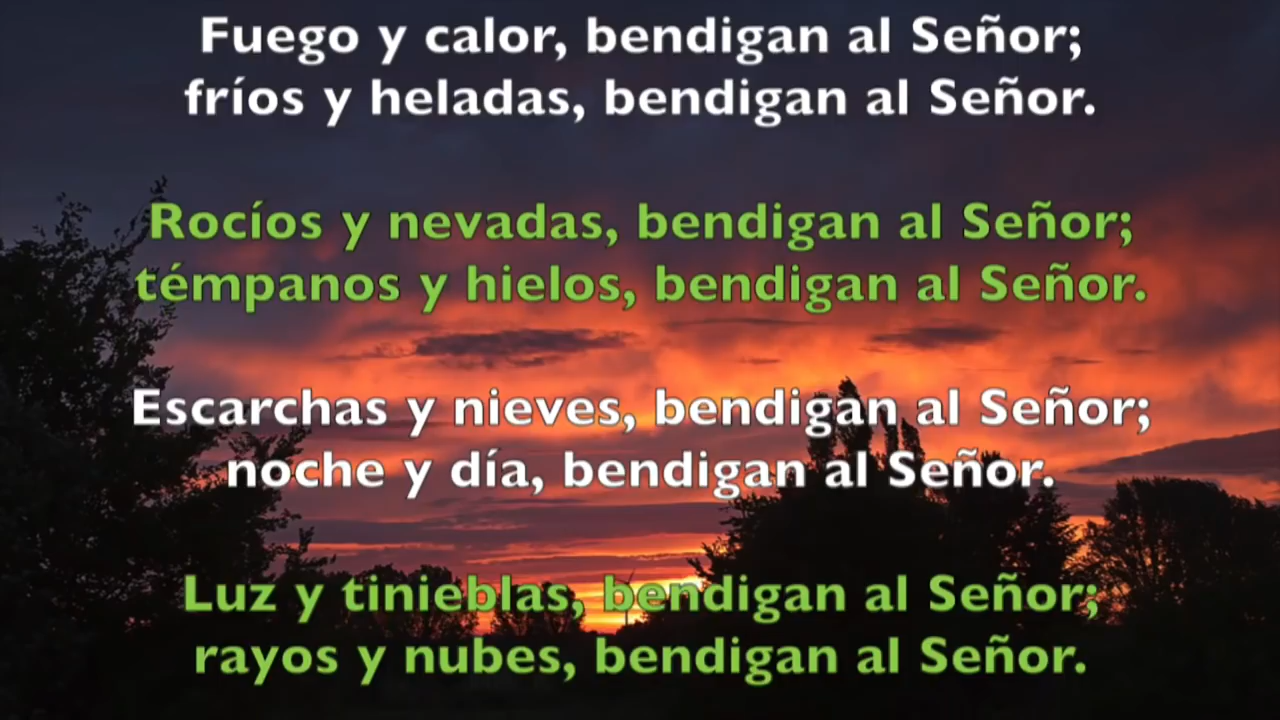 Fuego y calor, bendigan al Señor;
fríos y heladas, bendigan al Señor.
Rocíos y nevadas, bendigan al Señor;
témpanos y hielos, bendigan al Señor.
Escarchas y nieves, bendigan al Señor;
noche y día, bendigan al Señor.
Luz y tinieblas, bendigan al Señor;
rayos y nubes, bendigan al Señor.